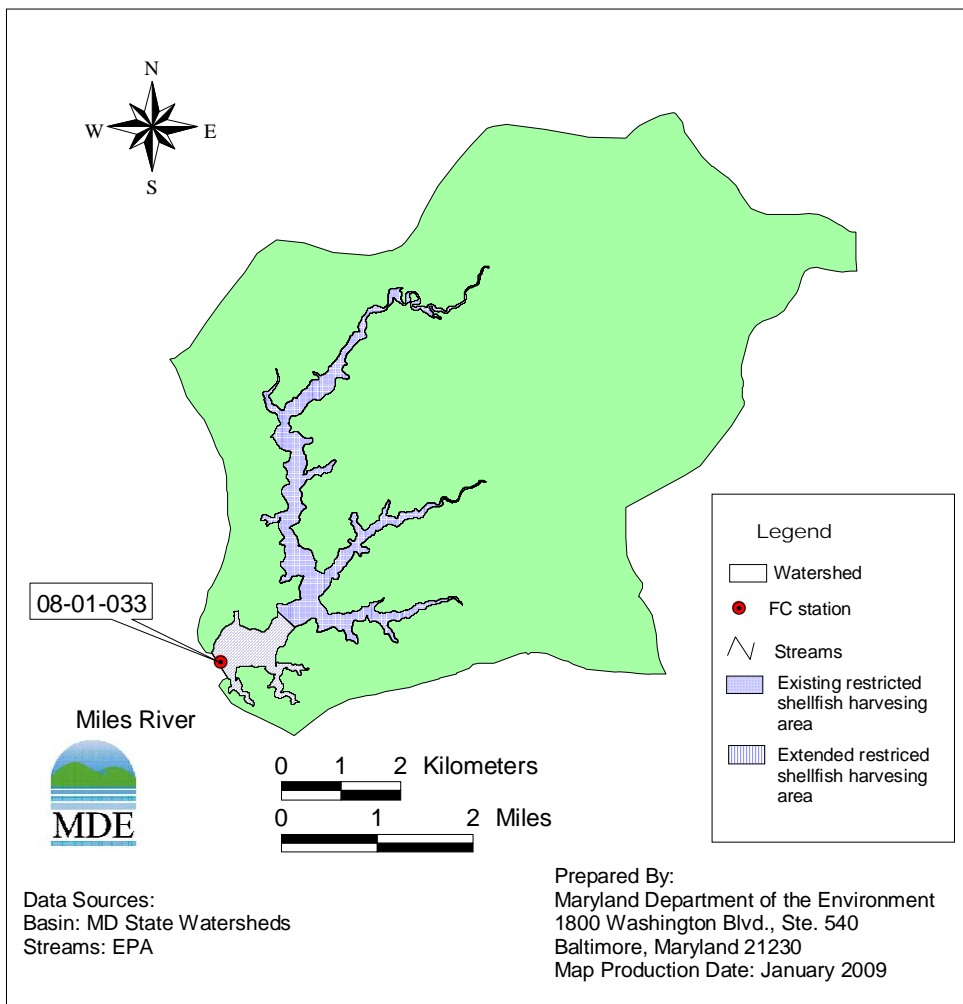 N
W E
S
08-01-033
Miles River
MDE
0 1 2 Kilometers
0 1 2 Miles
Legend
Watershed
FC station
Streams
Existing restricted
shellfish harvesing
area
Extended restriced
shellfish harvesing
area
Data Sources:
Basin: MD State Watersheds
Streams: EPA
Prepared By:
Maryland Department of the Environment
1800 Washington Blvd., Ste. 540
Baltimore, Maryland 21230
Map Production Date: January 2009